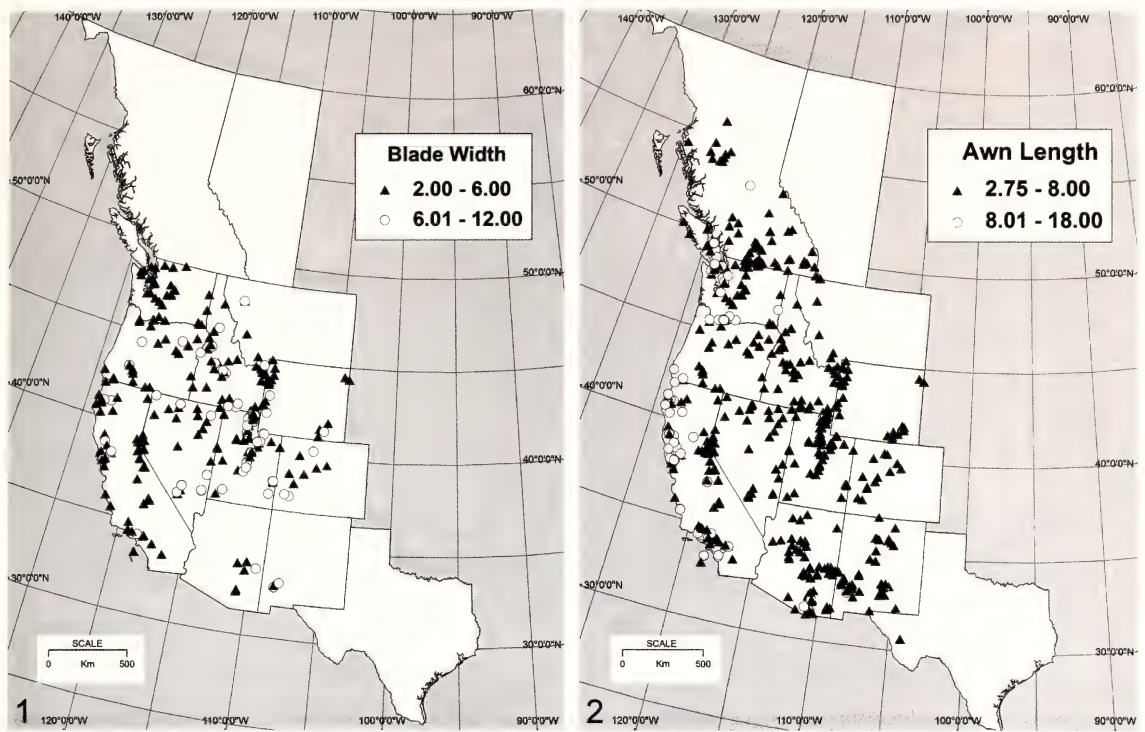 140°0'0"W 130°0'0"W 120°0'0"W 110°0'0"W 100°0'0"W 90°0'0"W
60°0'0"N
50°0'0"N
50°0'0"N
40°0'0"N
40°0'0"N
30°0'0"N
30°0'0"N
Blade Width
2.00 - 6.00
6.01 - 12.00
SCALE
0 Km 500
1
120°0'0"W 110°0'0"W 100°0'0"W 90°0'0"W
140°0'0"W 130°0'0"W 120°0'0"W 110°0'0"W 100°0'0"W 90°0'0"W
60°0'0"N
50°0'0"N
50°0'0"N
40°0'0"N
40°0'0"N
30°0'0"N
30°0'0"N
Awn Length
2.75 - 8.00
8.01 - 18.00
SCALE
0 Km 500
2
120°0'0"W 110°0'0"W 100°0'0"W 90°0'0"W